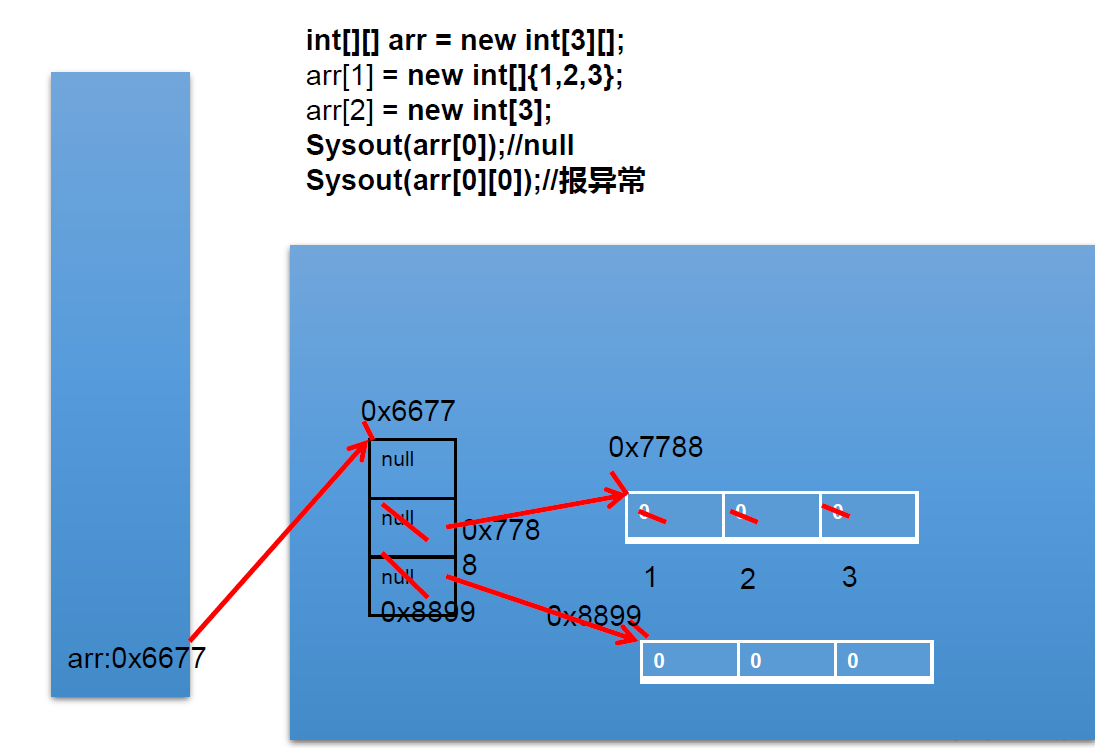 int[][] arr = new int[3][];
arr[1] = new int[]{1,2,3};
arr[2] = new int[3];
Sysout(arr[0]);//null
Sysout(arr[0][0]);//报异常
0x6677
null
0x7788
0 0 0
null
0x778
8
1 2 3
null
0x8899
0x8899
0 0 0
arr:0x6677